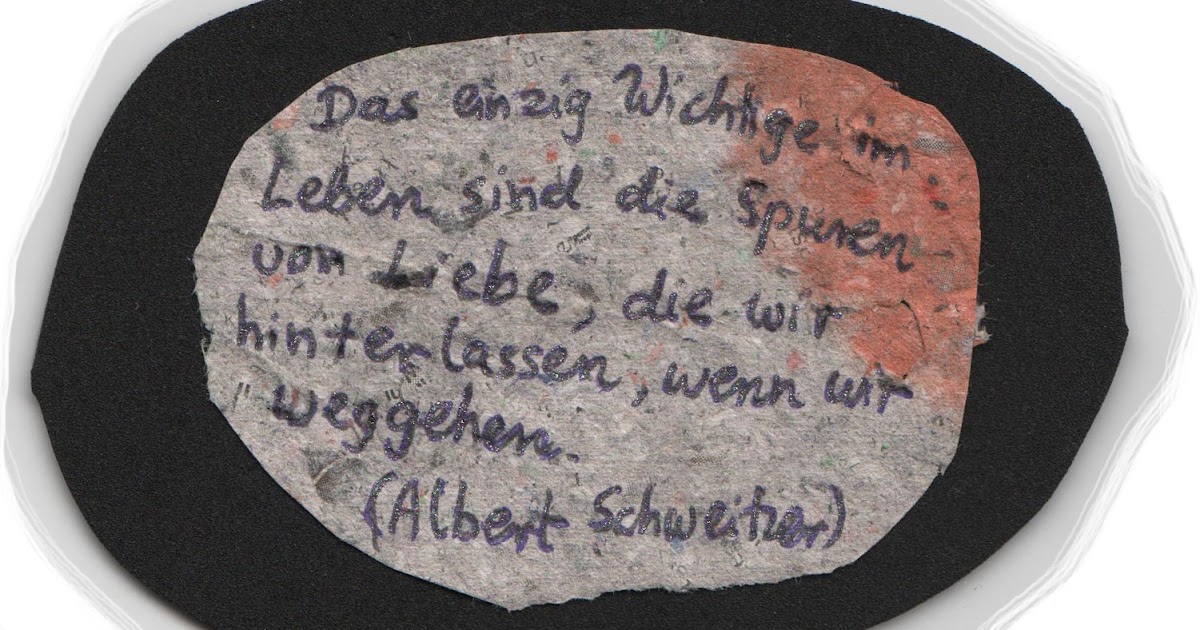 Das einzig Wichtige im
Leben sind die Spuren
von Liebe, die wir
hinterlassen, wenn wir
weggehen.
(Albert Schweitzer)